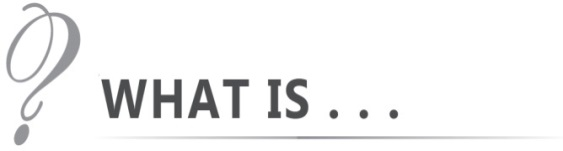 ? WHAT IS . . .